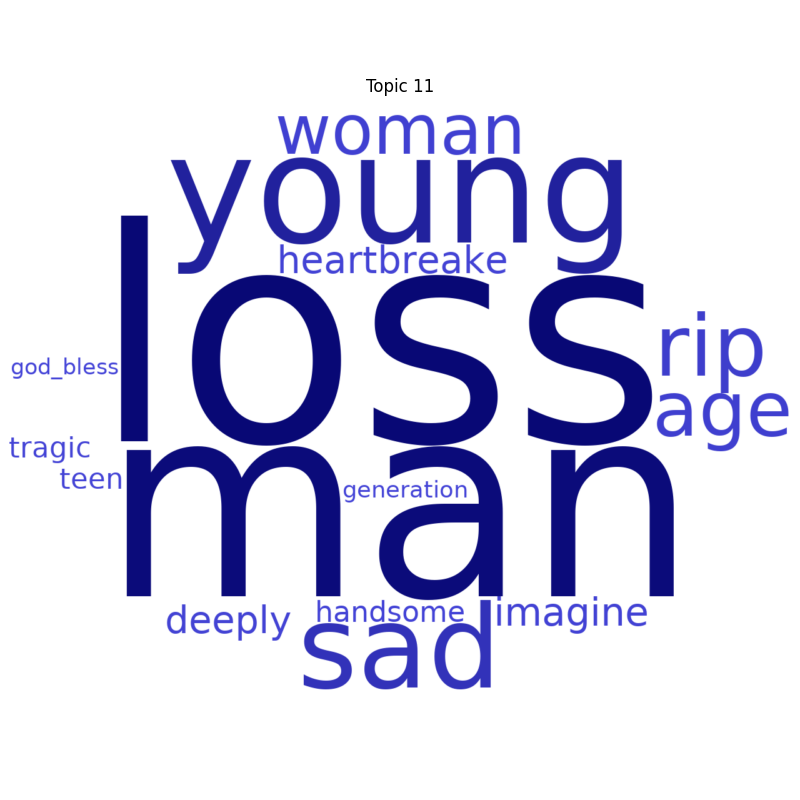 Topic 11
woman
young
heartbreake
loss
rip
god_bless
age
man
tragic
teen
generation
deeply
handsome
imagine
sad